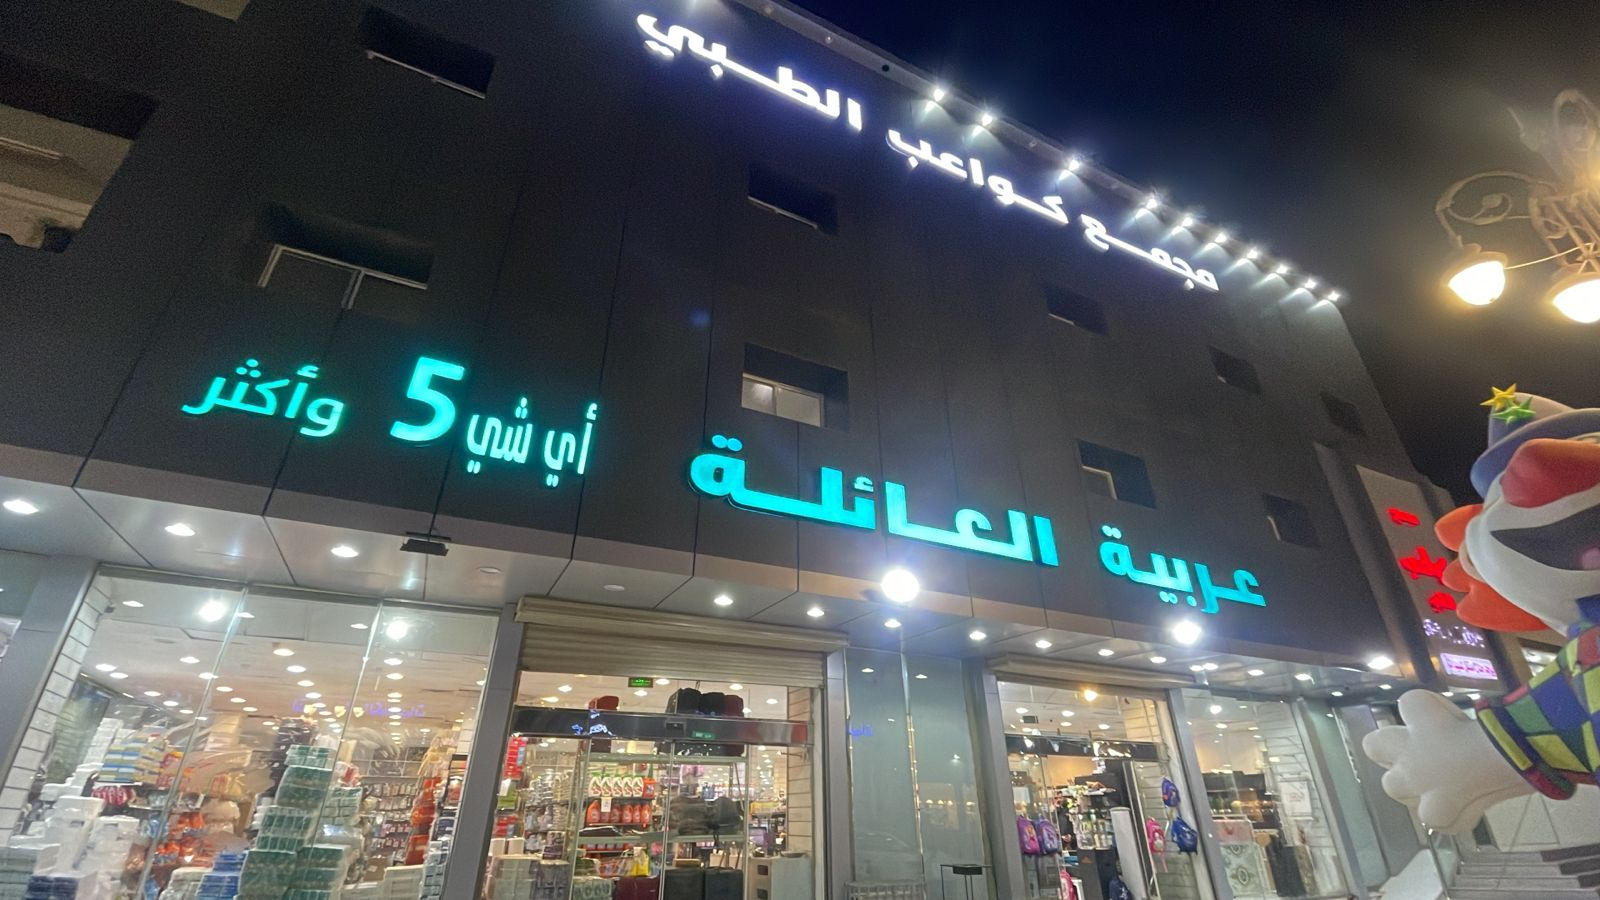 مجمع كواعب الطبي
عربية العائلة
أي شي 5 وأكثر